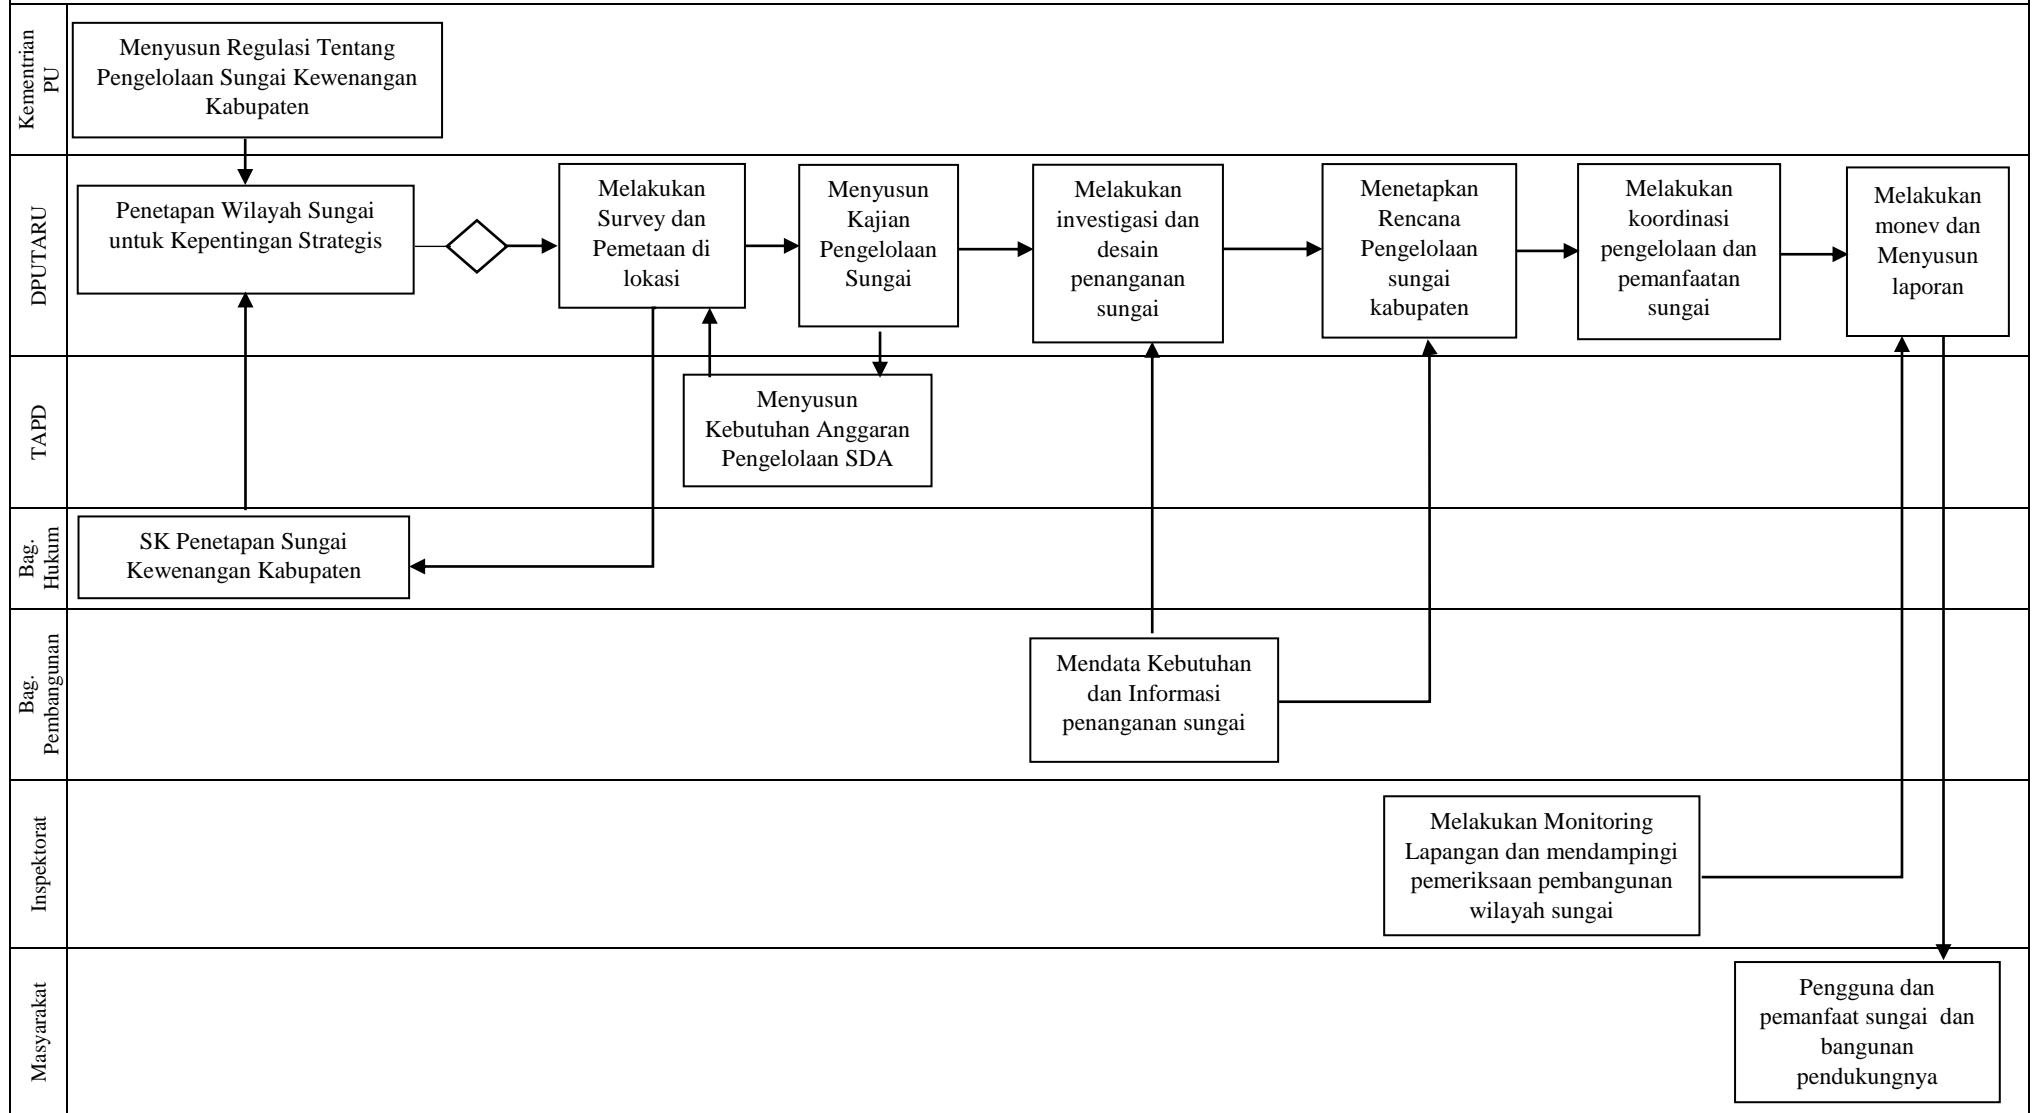 Kementrian
PU
Menyusun Regulasi Tentang
Pengelolaan Sungai Kewenangan
Kabupaten
DPUTARU
Penetapan Wilayah Sungai
untuk Kepentingan Strategis
Melakukan
Survey dan
Pemetaan di
lokasi
Menyusun
Kajian
Pengelolaan
Sungai
Melakukan
investigasi dan
desain
penanganan
sungai
Menetapkan
Rencana
Pengelolaan
sungai
kabupaten
Melakukan
koordinasi
pengelolaan dan
pemanfaatan
sungai
Melakukan
monev dan
Menyusun
laporan
TAPD
Menyusun
Kebutuhan Anggaran
Pengelolaan SDA
Bag.
Hukum
SK Penetapan Sungai
Kewenangan Kabupaten
Bag.
Pembangunan
Mendata Kebutuhan
dan Informasi
penanganan sungai
Inspektorat
Melakukan Monitoring
Lapangan dan mendampingi
pemeriksaan pembangunan
wilayah sungai
Masyarakat
Pengguna dan
pemanfaat sungai  dan
bangunan
pendukungnya